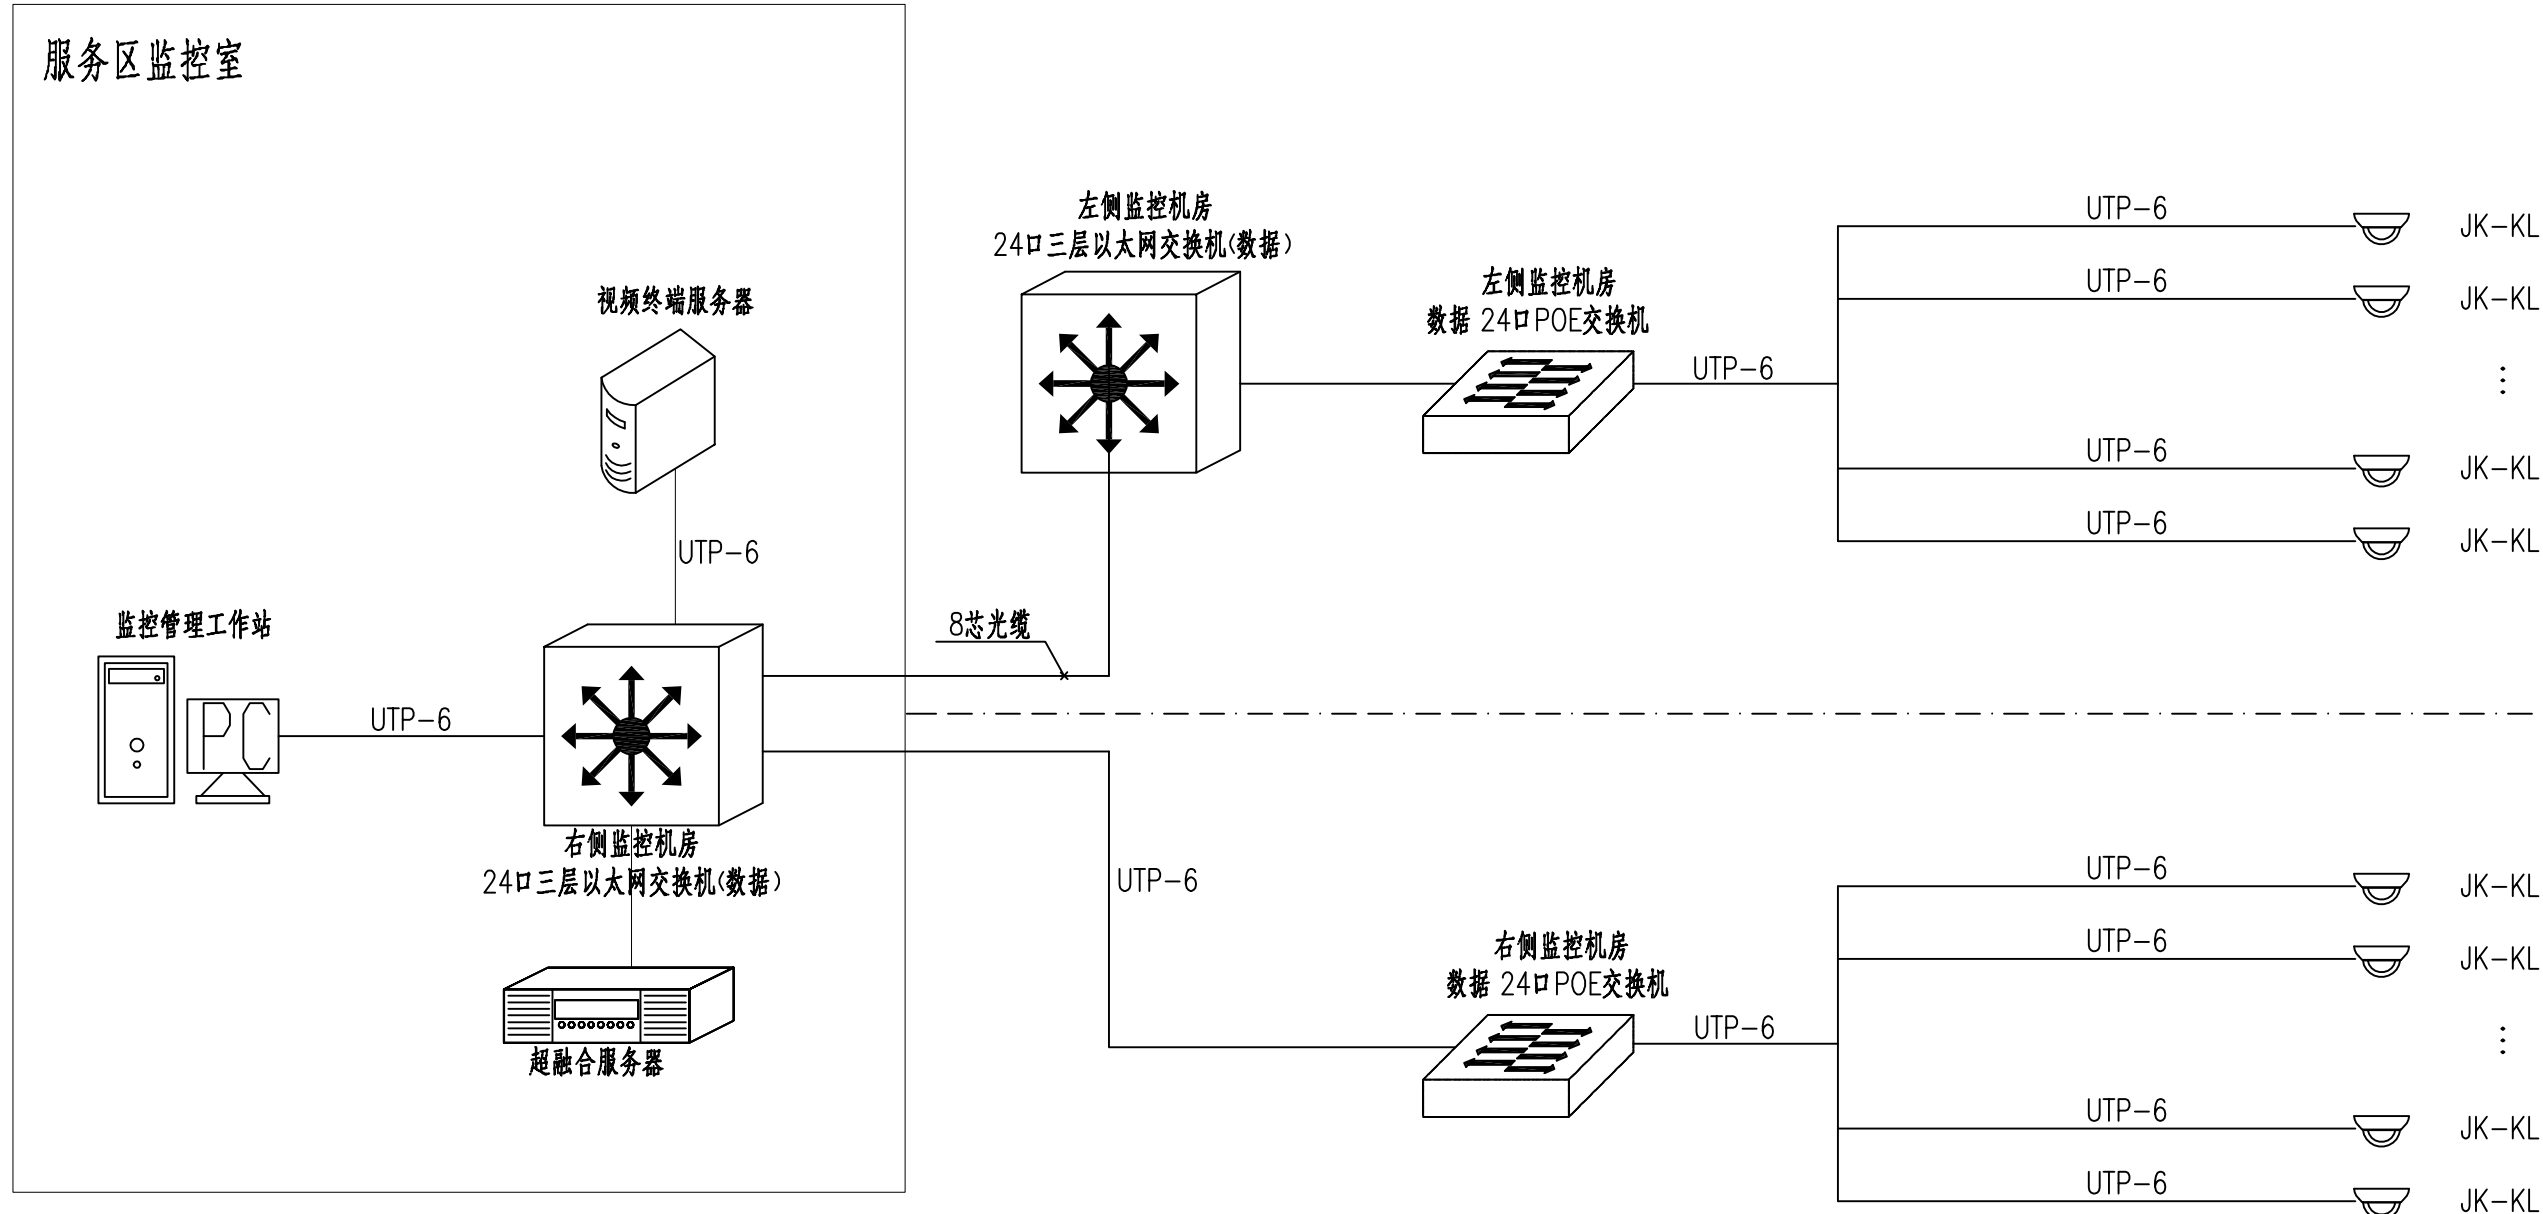 服务区监控室
左侧监控机房
24口三层以太网交换机(数据)
左侧监控机房
数据 24口POE交换机
UTP-6
UTP-6
JK-KL
UTP-6
JK-KL
UTP-6
JK-KL
UTP-6
JK-KL
视频终端服务器
UTP-6
监控管理工作站
PC
UTP-6
8芯光缆
右侧监控机房
24口三层以太网交换机(数据)
超融合服务器
UTP-6
右侧监控机房
数据 24口POE交换机
UTP-6
UTP-6
JK-KL
UTP-6
JK-KL
UTP-6
JK-KL
UTP-6
JK-KL